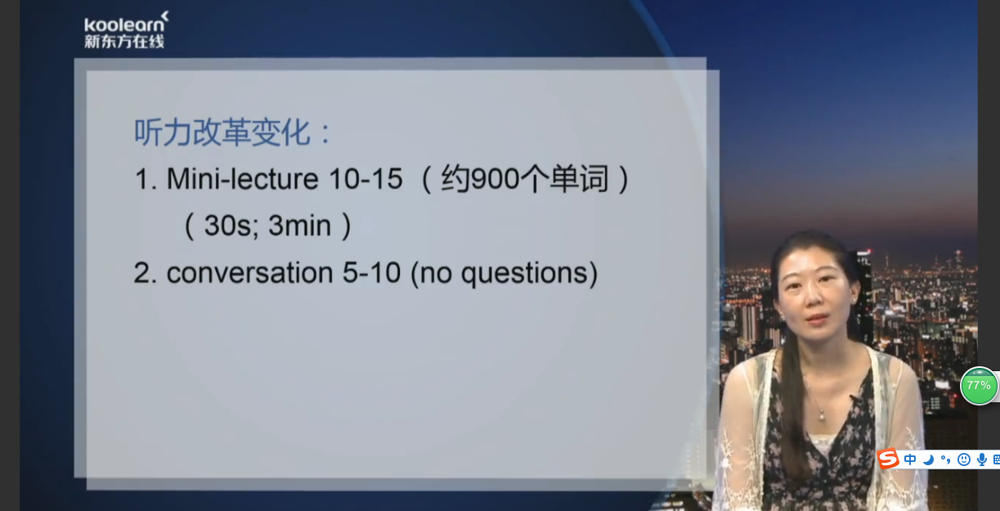 koolearn
新东方在线
听力改革变化：
1. Mini-lecture 10-15 （约900个单词）
（30s; 3min）
2. conversation 5-10 (no questions)
77%
中